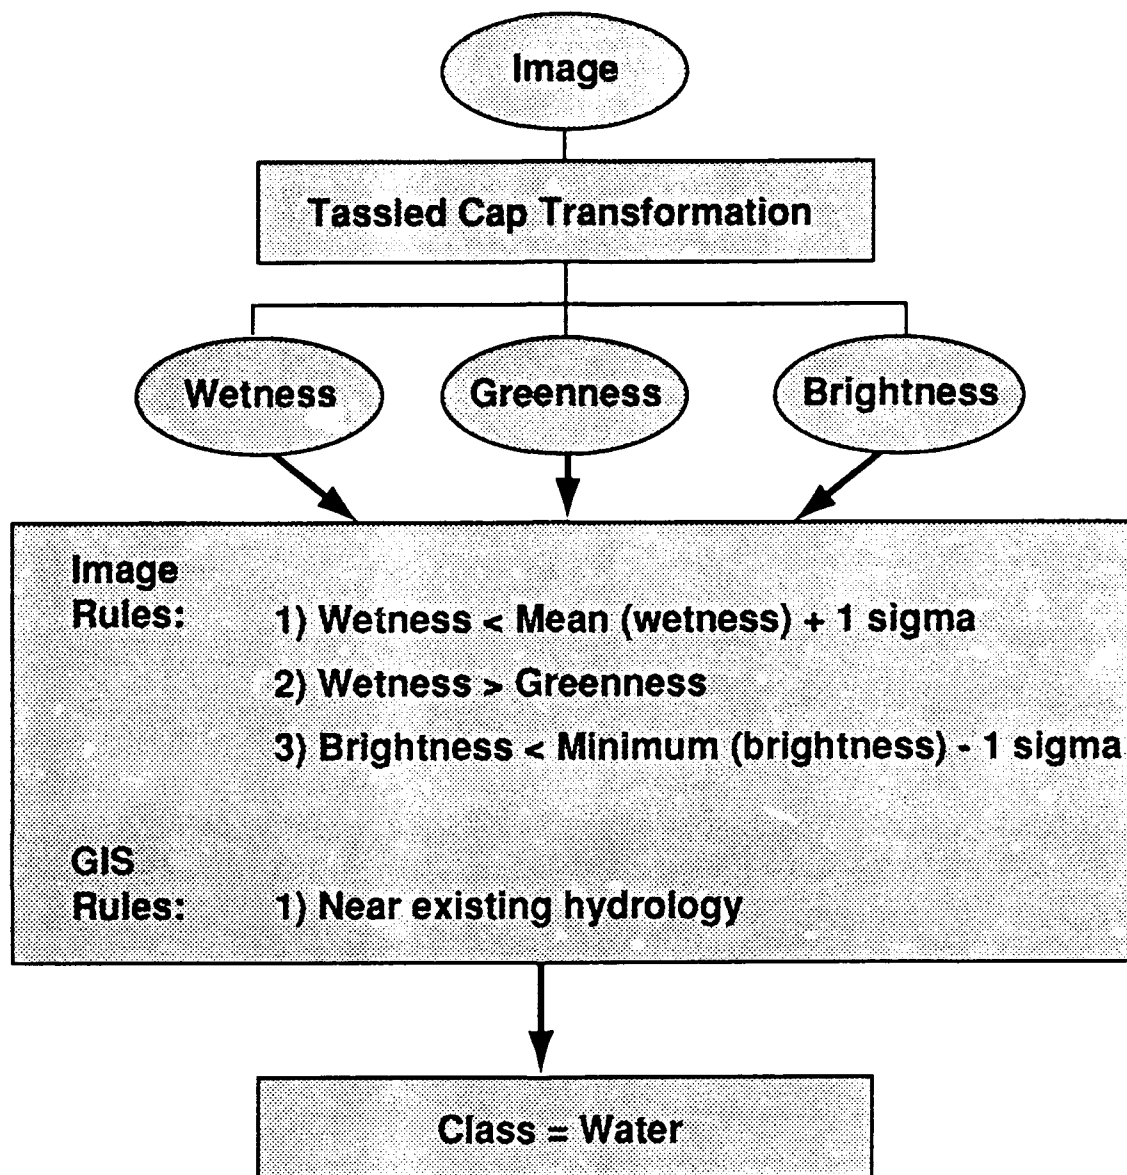 Image
Tassled Cap Transformation
Wetness
Greenness
Brightness
Image
Rules:
1) Wetness < Mean (wetness) + 1 sigma
2) Wetness > Greenness
3) Brightness < Minimum (brightness) - 1 sigma
GIS
Rules:
1) Near existing hydrology
Class = Water